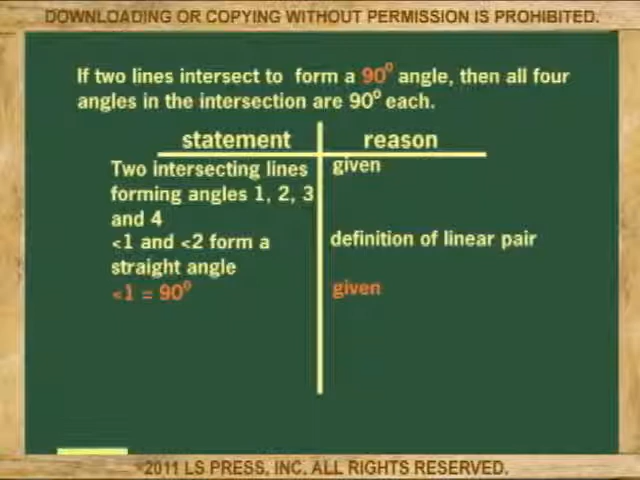 DOWNLOADING OR COPYING WITHOUT PERMISSION IS PROHIBITED.
If two lines intersect to form a 90° angle, then all four
angles in the intersection are 90° each.
statement reason
Two intersecting lines given
forming angles 1, 2, 3
and 4
<1 and <2 form a definition of linear pair
straight angle
<1 = 90° given
©2011 LS PRESS, INC. ALL RIGHTS RESERVED.